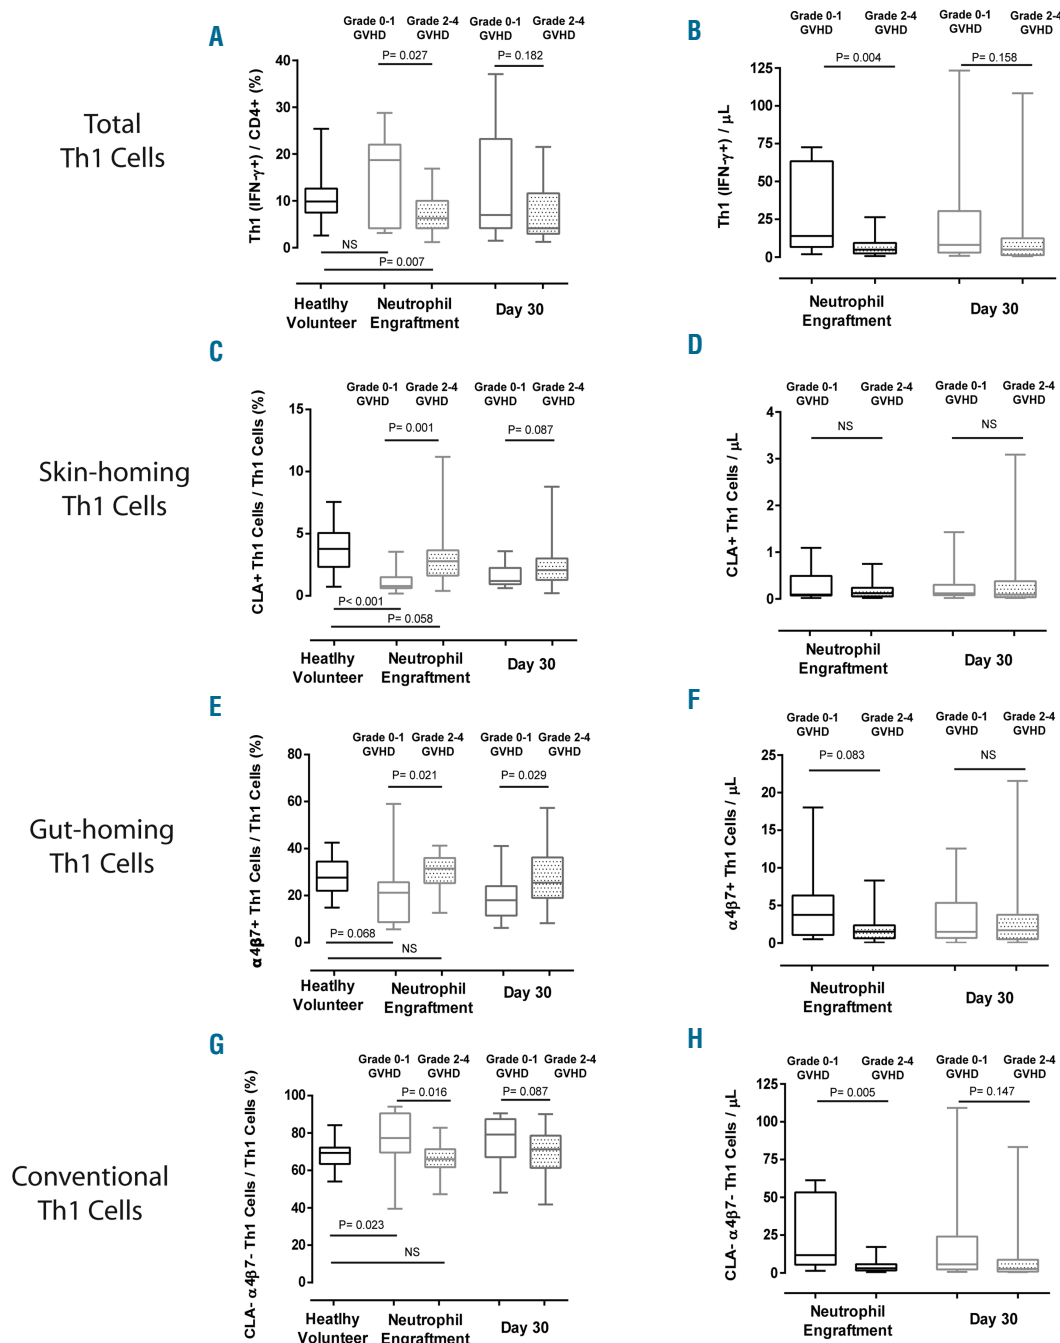 A
Grade 0-1 Grade 2-4 Grade 0-1 Grade 2-4
GVHD GVHD GVHD GVHD
P= 0.027 P= 0.182
Th1 (IFN-γ+) / CD4+ (%)
40
30
20
10
0
NS
P= 0.007
Heatlhy
Volunteer
Neutrophil
Engraftment
Day 30
Total
Th1 Cells
B
Grade 0-1 Grade 2-4 Grade 0-1 Grade 2-4
GVHD GVHD GVHD GVHD
P= 0.004 P= 0.158
Th1 (IFN-γ+) / μL
125
100
75
50
25
0
Neutrophil
Engraftment
Day 30
C
Grade 0-1 Grade 2-4 Grade 0-1 Grade 2-4
GVHD GVHD GVHD GVHD
P= 0.001 P= 0.087
CLA+ Th1 Cells / Th1 Cells (%)
15
10
5
0
P< 0.001
P= 0.058
Heatlhy
Volunteer
Neutrophil
Engraftment
Day 30
Skin-homing
Th1 Cells
D
Grade 0-1 Grade 2-4 Grade 0-1 Grade 2-4
GVHD GVHD GVHD GVHD
NS NS
CLA+ Th1 Cells / μL
4
3
2
1
0
Neutrophil
Engraftment
Day 30
E
Grade 0-1 Grade 2-4 Grade 0-1 Grade 2-4
GVHD GVHD GVHD GVHD
P= 0.021 P= 0.029
α4β7+ Th1 Cells / Th1 Cells (%)
80
60
40
20
0
P= 0.068
NS
Heatlhy
Volunteer
Neutrophil
Engraftment
Day 30
Gut-homing
Th1 Cells
F
Grade 0-1 Grade 2-4 Grade 0-1 Grade 2-4
GVHD GVHD GVHD GVHD
P= 0.083 NS
α4β7+ Th1 Cells / μL
25
20
15
10
5
0
Neutrophil
Engraftment
Day 30
G
Grade 0-1 Grade 2-4 Grade 0-1 Grade 2-4
GVHD GVHD GVHD GVHD
P= 0.016 P= 0.087
CLA- α4β7- Th1 Cells / Th1 Cells (%)
100
80
60
40
20
0
P= 0.023
NS
Heatlhy
Volunteer
Neutrophil
Engraftment
Day 30
Conventional
Th1 Cells
H
Grade 0-1 Grade 2-4 Grade 0-1 Grade 2-4
GVHD GVHD GVHD GVHD
P= 0.005 P= 0.147
CLA- α4β7- Th1 Cells / μL
125
100
75
50
25
0
Neutrophil
Engraftment
Day 30